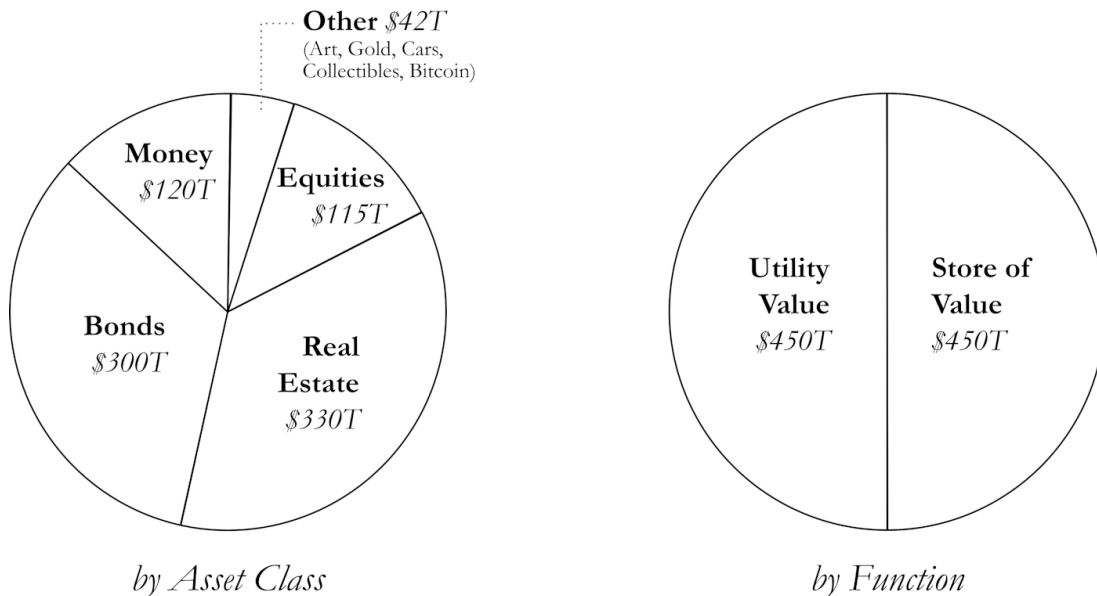 Other $42T
(Art, Gold, Cars,
Collectibles, Bitcoin)
Money
$120T
Equities
$115T
Bonds
$300T
Real
Estate
$330T
by Asset Class
Utility
Value
$450T
Store of
Value
$450T
by Function